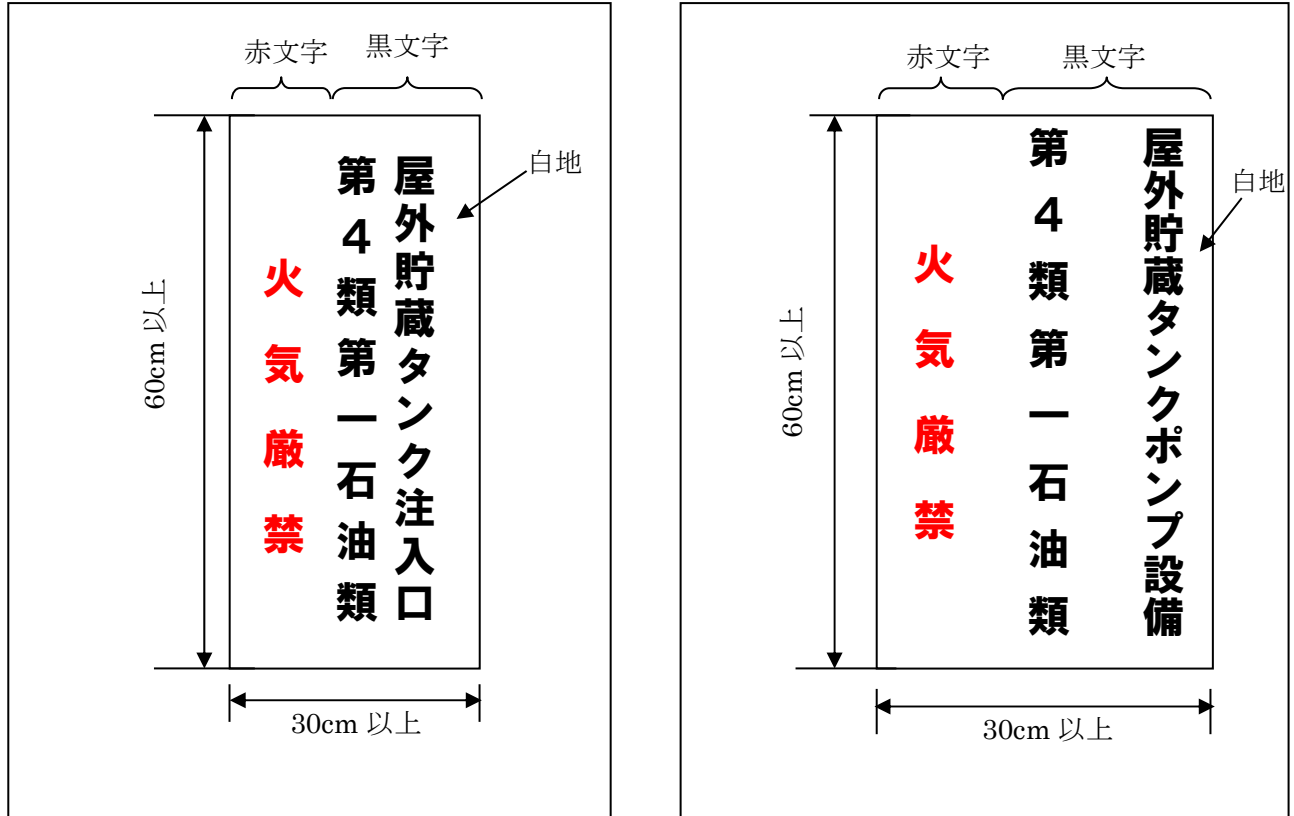 赤文字
黒文字
屋外貯蔵タンク注入口
第４類第一石油類
火気厳禁
白地
60cm 以上
30cm 以上
赤文字
黒文字
屋外貯蔵タンクポンプ設備
第４類第一石油類
火気厳禁
白地
60cm 以上
30cm 以上